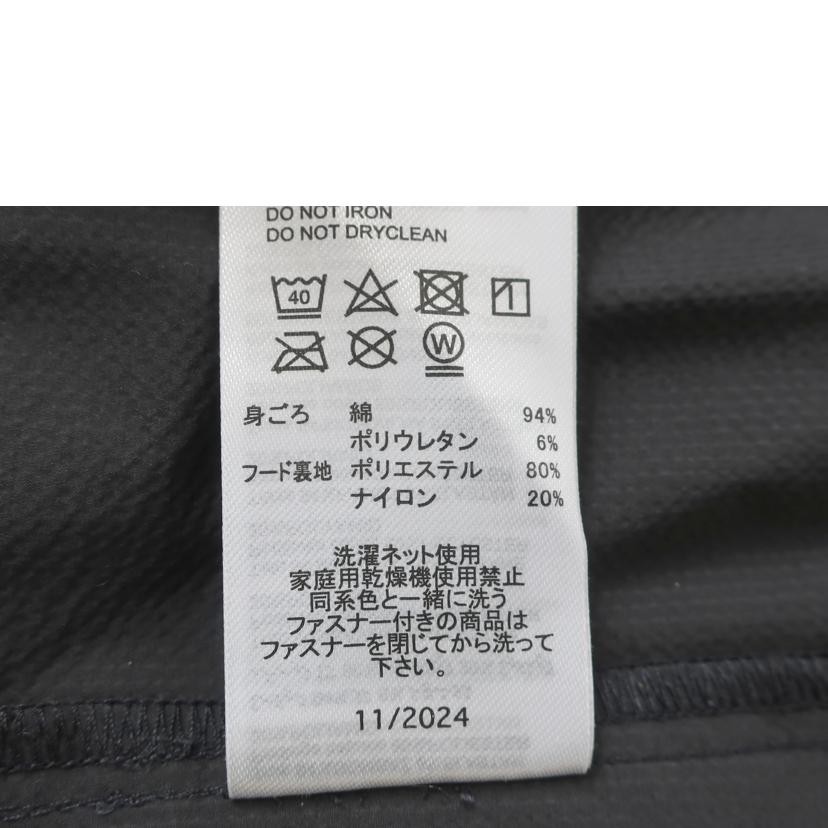 DO NOT IRON
DO NOT DRYCLEAN
40
W
身ごろ 綿 94%
ポリウレタン 6%
フード裏地 ポリエステル 80%
ナイロン 20%
洗濯ネット使用
家庭用乾燥機使用禁止
同系色と一緒に洗う
ファスナー付きの商品は
ファスナーを閉じてから洗って
下さい。
11/2024